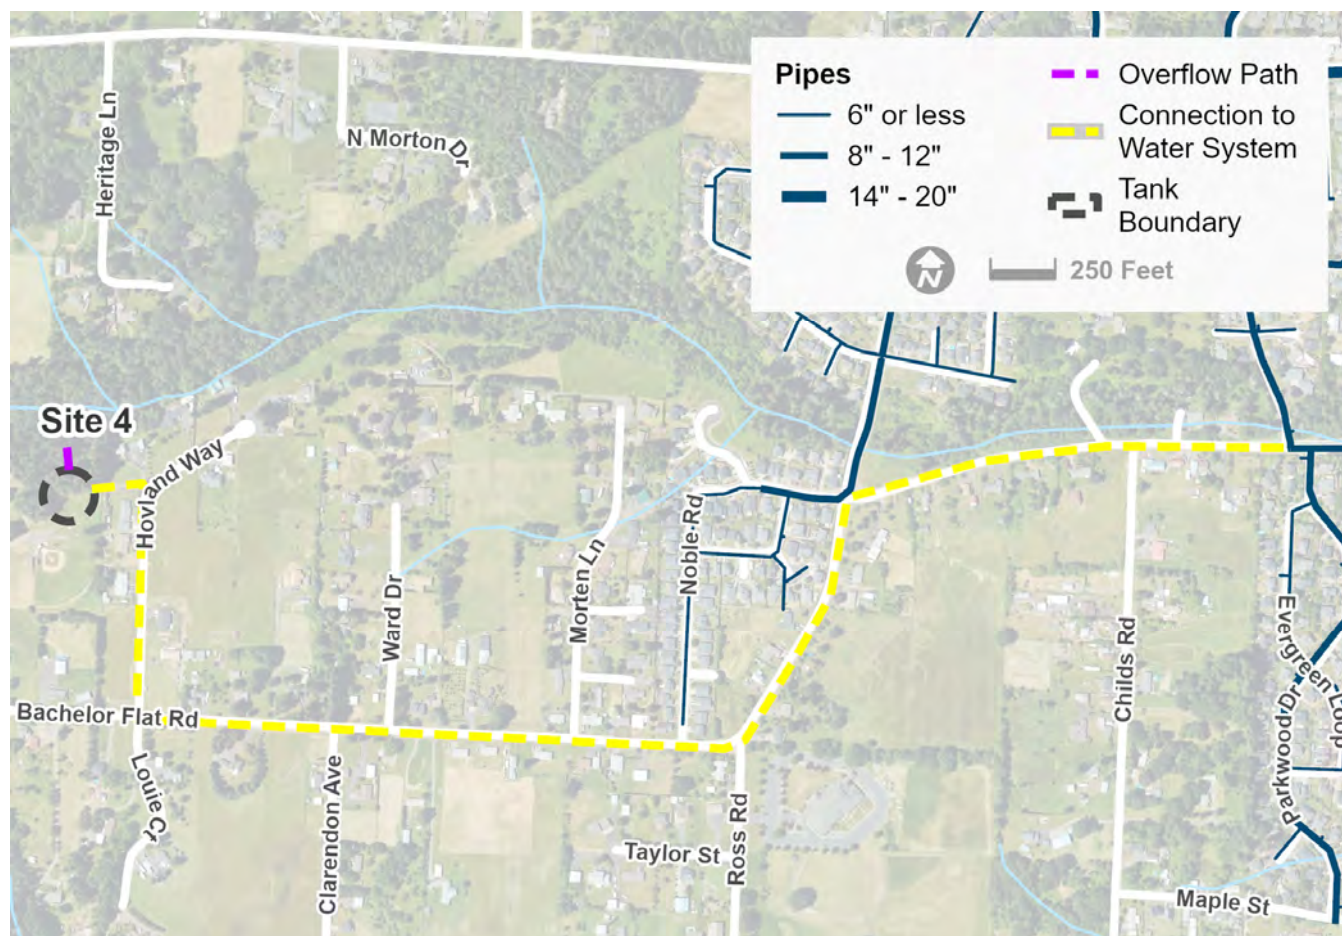 Pipes
6" or less
8" - 12"
14" - 20"
Overflow Path
Connection to
Water System
Tank
Boundary
N
250 Feet
Heritage Ln
N Morton Dr
Site 4
Hovland Way
Ward Dr
Morten Ln
Noble Rd
Bachelor Flat Rd
Louie Ct
Clarendon Ave
Taylor St
Ross Rd
Childs Rd
Evergreen Loop
Parkwood Dr
Maple St